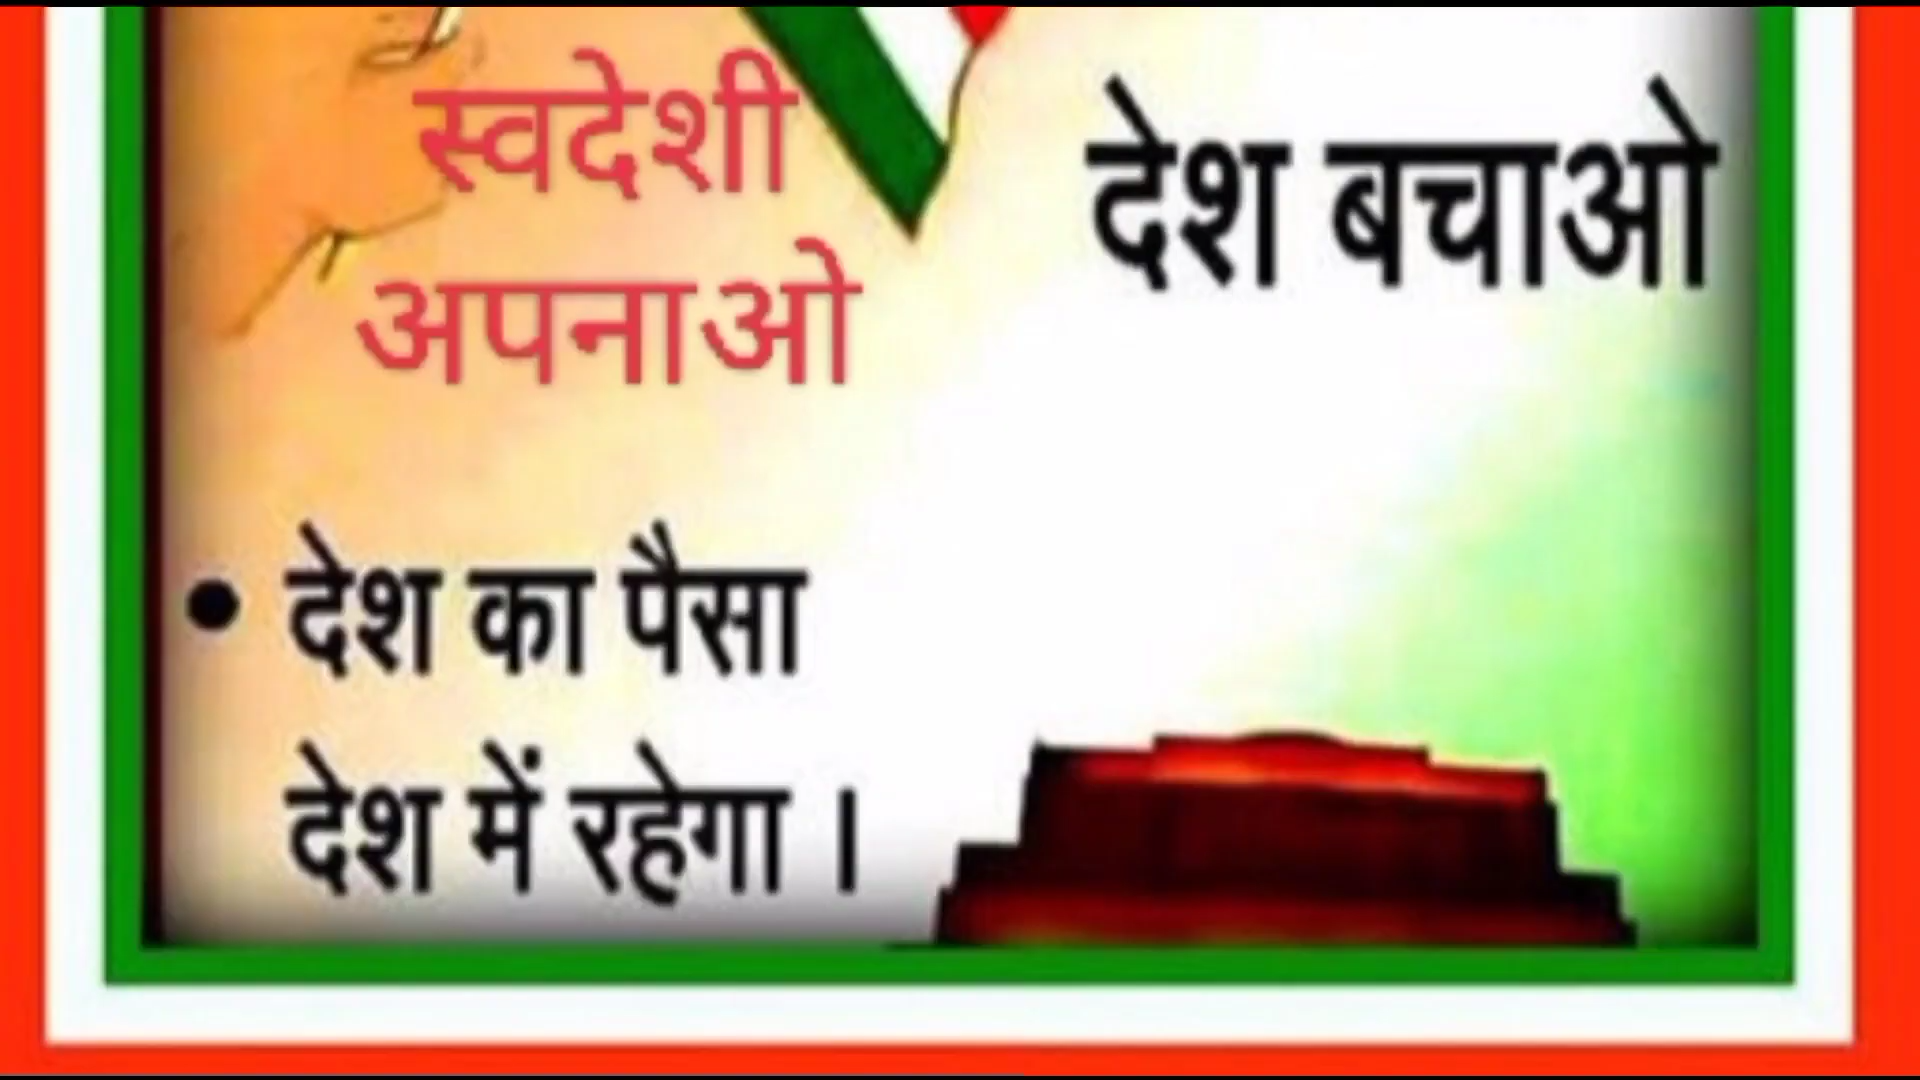 स्वदेशी
अपनाओ
देश बचाओ
• देश का पैसा
देश में रहेगा ।